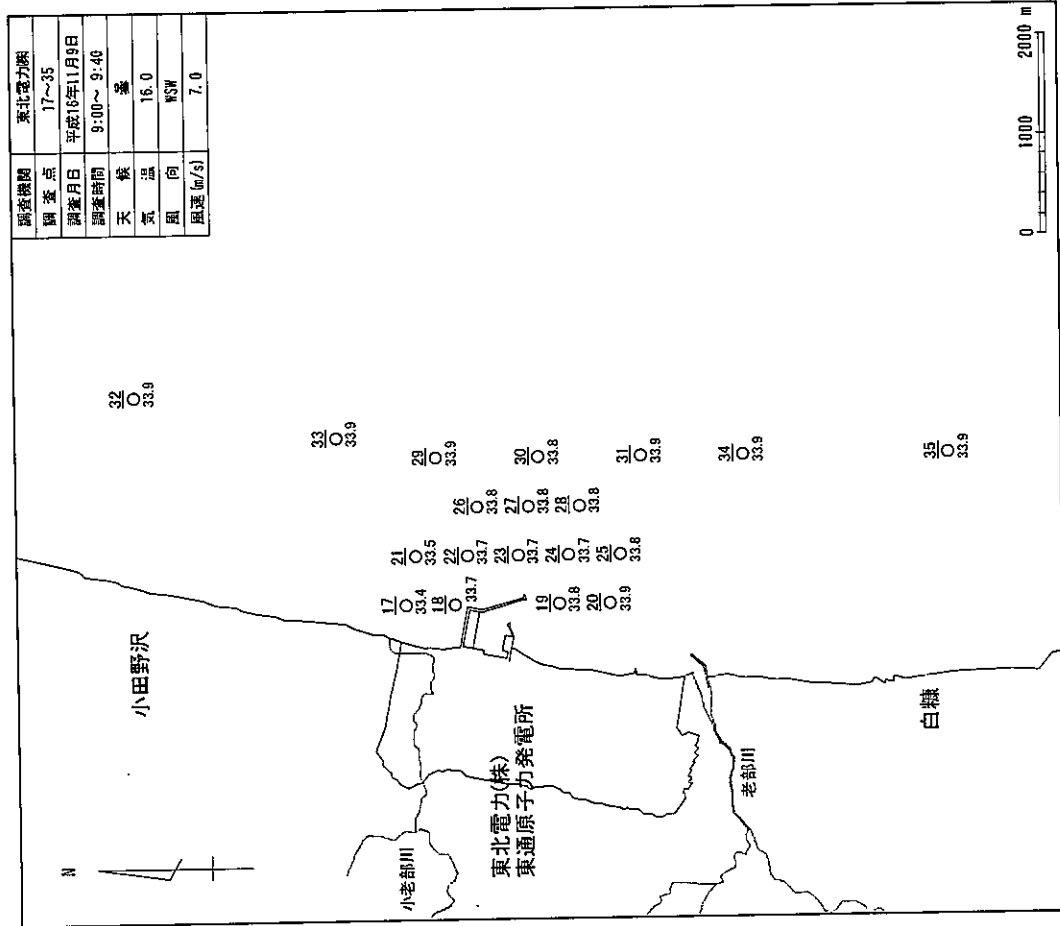 調査機関 東北電力㈱
調査点 17～35
調査月日 平成16年11月9日
調査時間 9:00～ 9:40
天候 曇
気温 16.0
風向 WSW
風速(m/s) 7.0
N
小田野沢
32
33.9
33
33.9
29
33.9
30
33.8
31
33.9
34
33.9
35
33.9
26
33.8
27
33.8
28
33.8
21
33.5
22
33.7
23
33.7
24
33.7
25
33.8
17
33.4
18
33.7
19
33.8
20
33.9
小老部川
東北電力(株)
東通原子力発電所
老部川
白糠
0 1000 2000 m